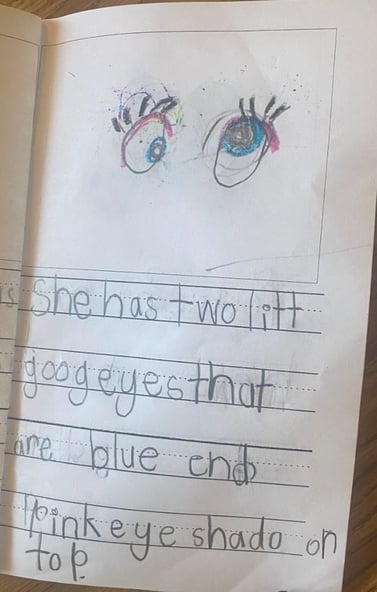 s She has two litt
goog eyes that
are blue end
Pink eye shado on
top.